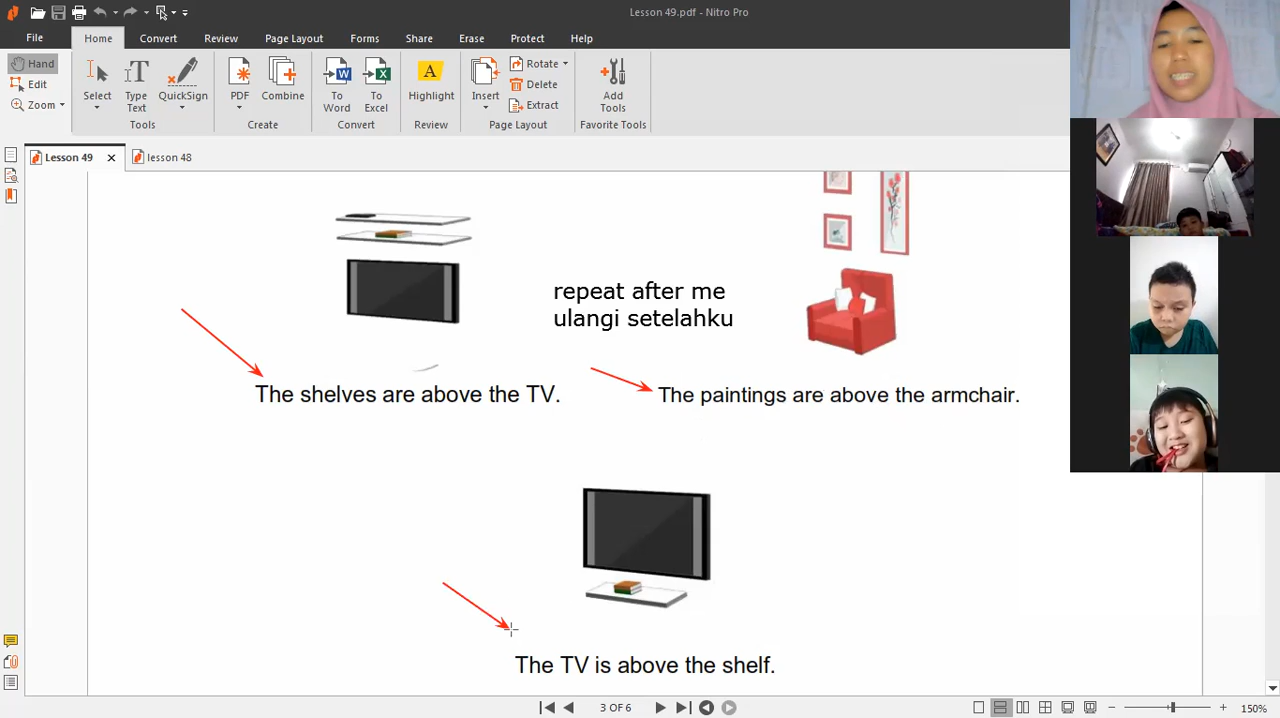 Lesson 49.pdf - Nitro Pro
File Home Convert Review Page Layout Forms Share Erase Protect Help
Hand
Edit
Zoom
Select
Type Text
QuickSign
Tools
PDF
Combine
Create
To Word
To Excel
Convert
Highlight
Review
Insert
Rotate
Delete
Extract
Page Layout
Add Tools
Favorite Tools
Lesson 49
lesson 48
repeat after me
ulangi setelahku
The shelves are above the TV.
The paintings are above the armchair.
The TV is above the shelf.
3 OF 6
150%